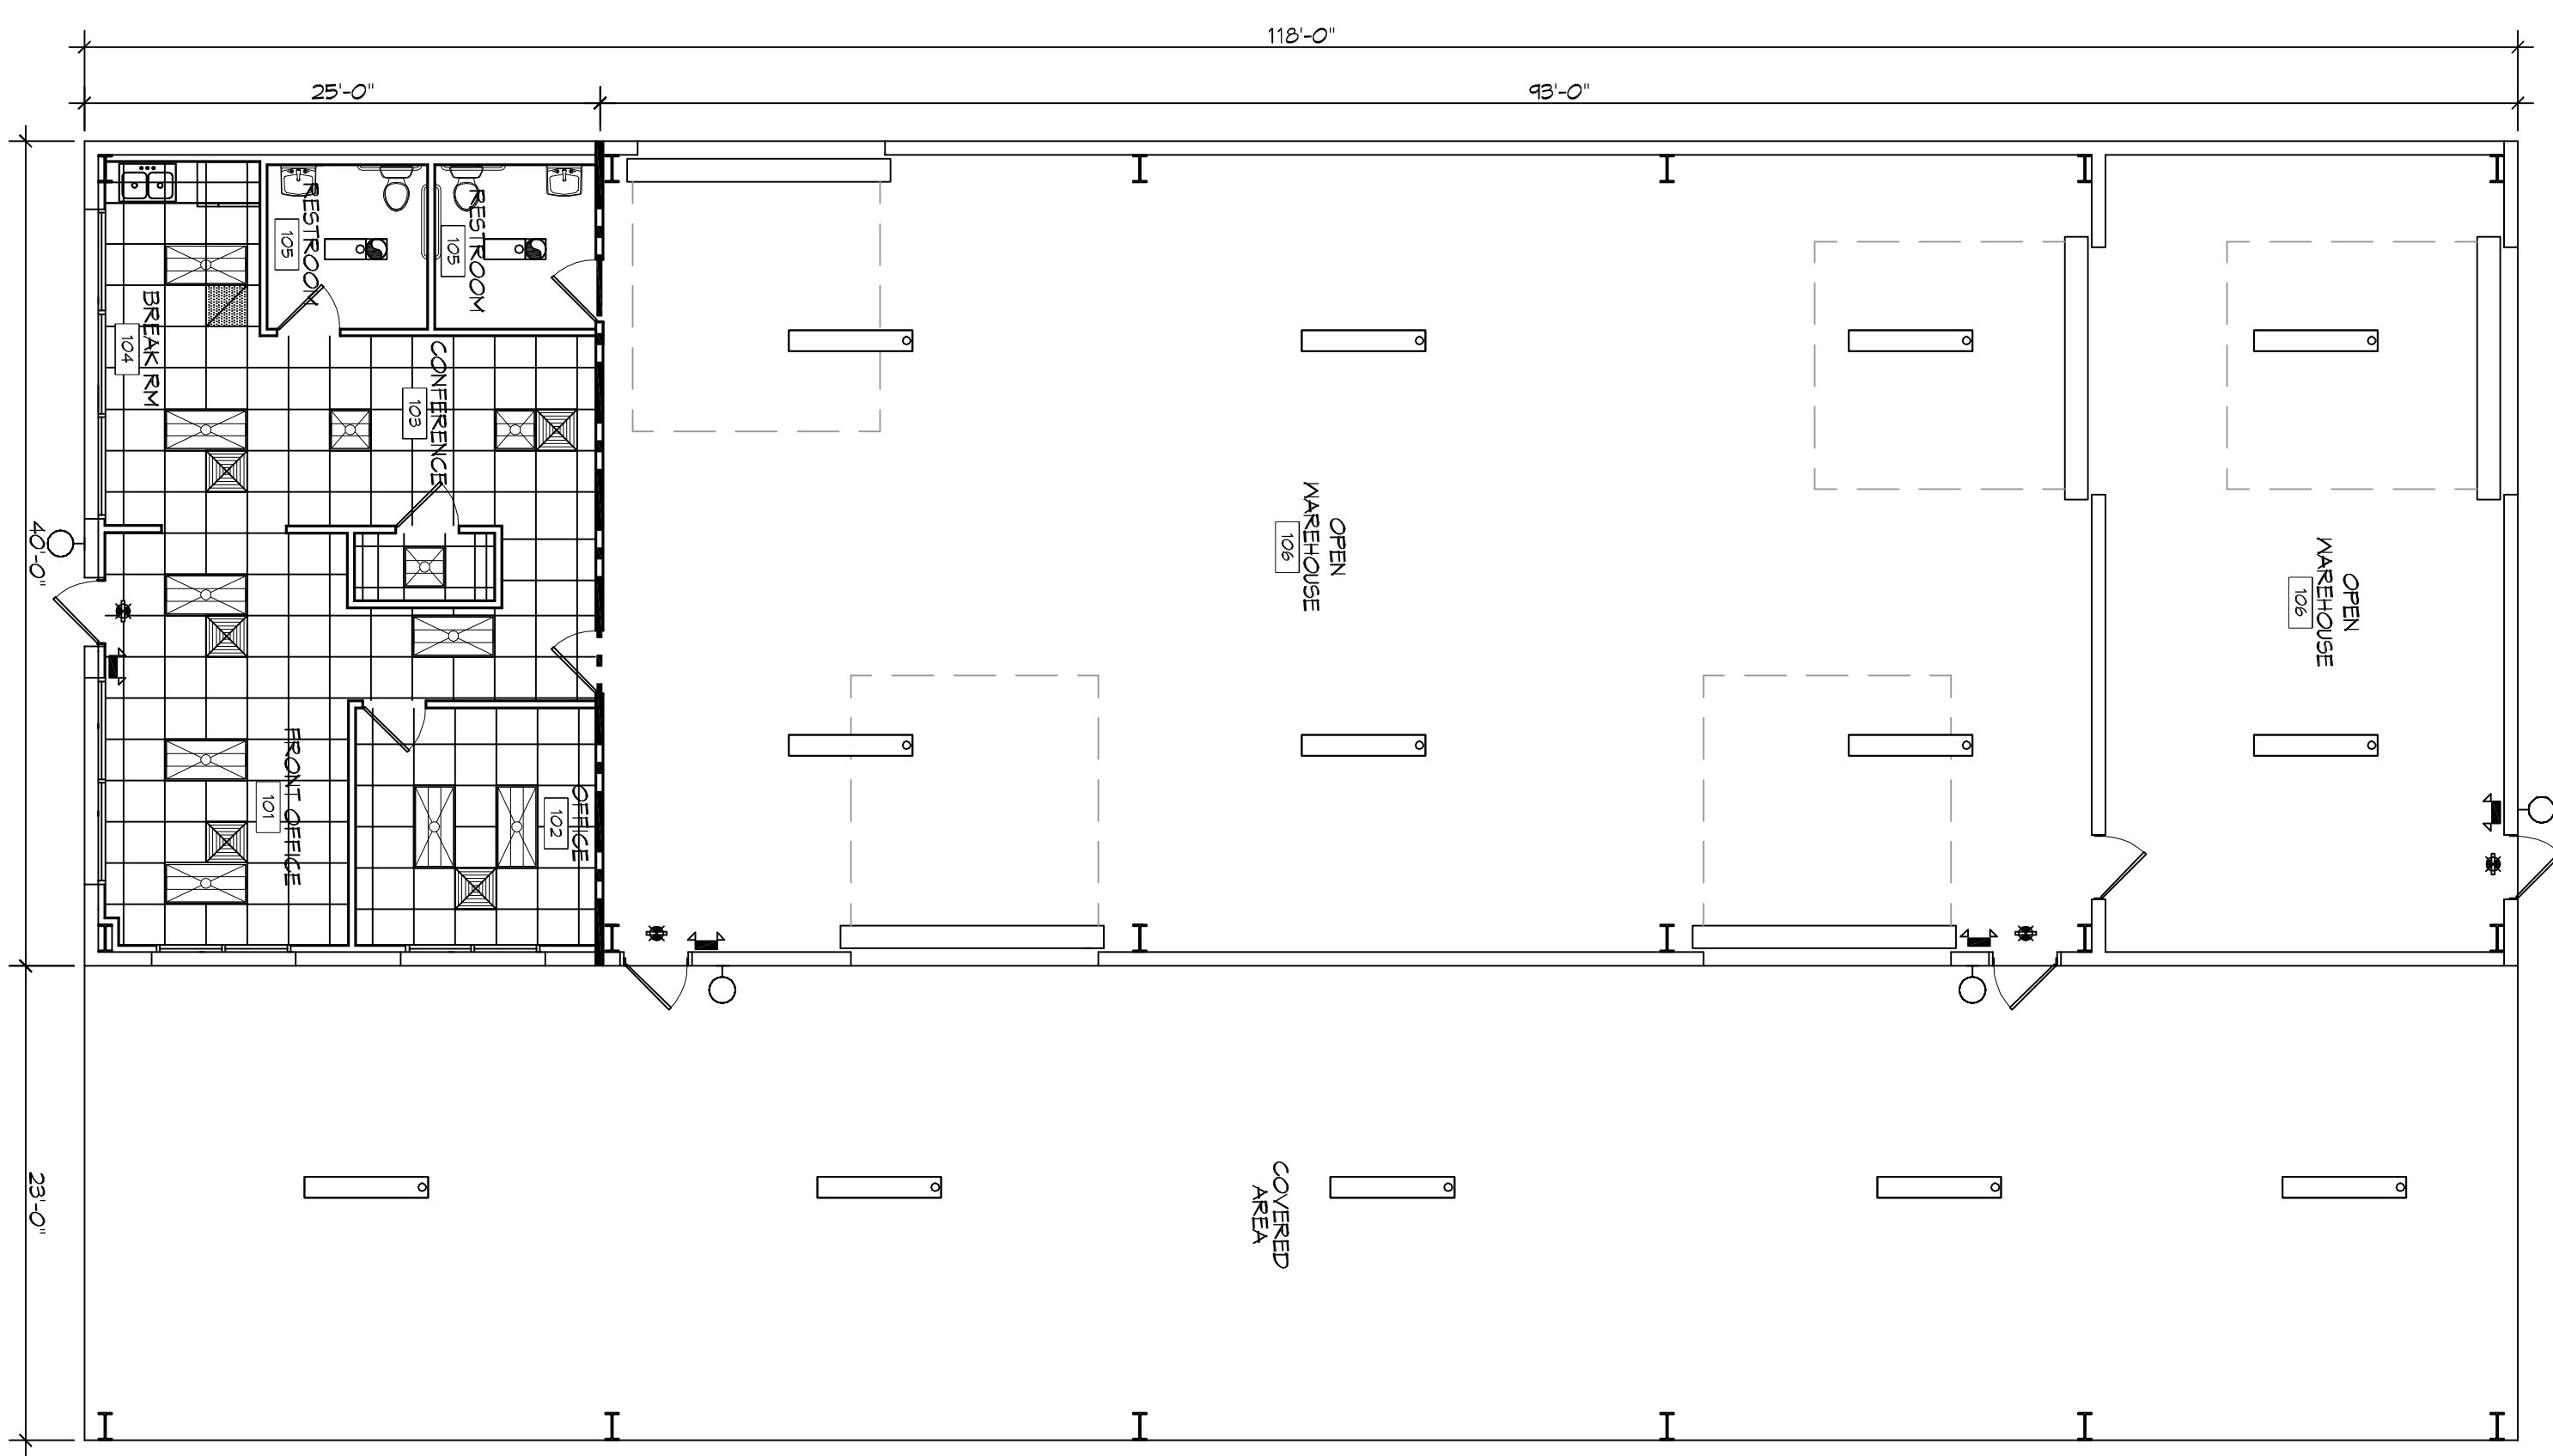 118'-0"
25'-0"
93'-0"
RESTROOM
105
RESTROOM
105
BREAK RM
104
CONFERENCE
103
40'-0"
OPEN
WAREHOUSE
106
OPEN
WAREHOUSE
106
FRONT OFFICE
101
OFFICE
102
23'-0"
COVERED
AREA